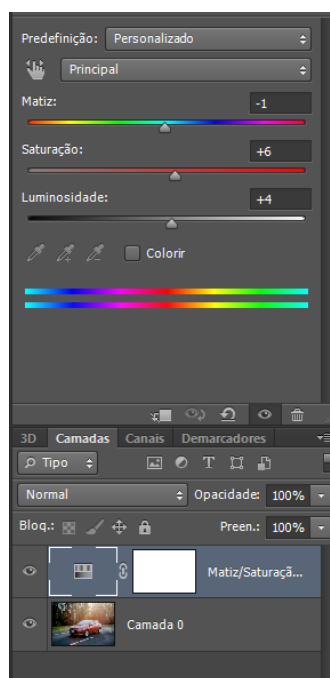 Predefinição: Personalizado
Principal
Matiz: -1
Saturação: +6
Luminosidade: +4
Colorir
3D Camadas Canais Demarcadores
Tipo
Normal Opacidade: 100%
Bloq.: Preen.: 100%
Matiz/Saturaçã...
Camada 0